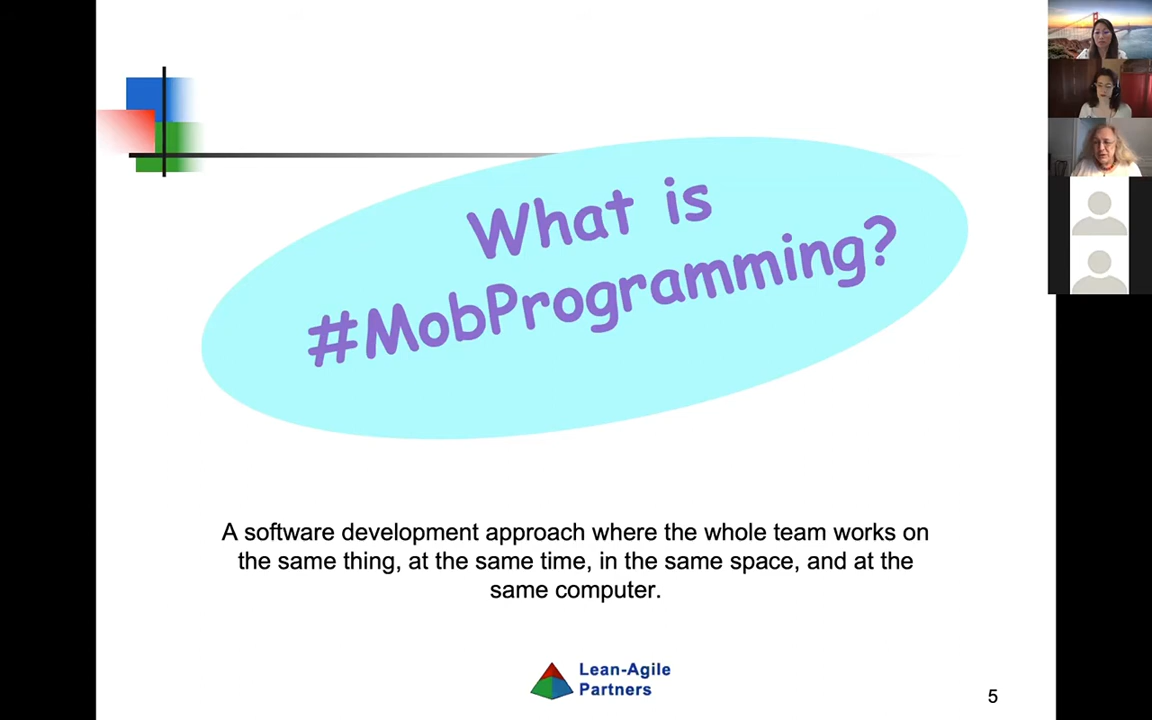 What is
#MobProgramming?
A software development approach where the whole team works on
the same thing, at the same time, in the same space, and at the
same computer.
Lean-Agile
Partners
5